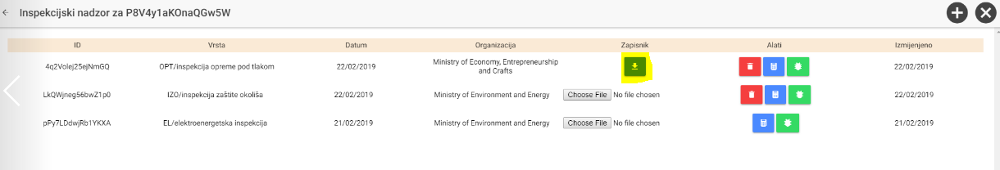 Inspekcijski nadzor za P8V4y1aKOnaQGw5W
ID Vrsta Datum Organizacija Zapisnik Alati Izmijenjeno
4q2Volej25ejNmGQ OPT/inspekcija opreme pod tlakom 22/02/2019 Ministry of Economy, Entrepreneurship and Crafts 22/02/2019
LkQWjneg56bwZ1p0 IZO/inspekcija zaštite okoliša 22/02/2019 Ministry of Environment and Energy Choose File No file chosen 22/02/2019
pPy7LDdwjRb1YKXA EL/elektroenergetska inspekcija 21/02/2019 Ministry of Environment and Energy Choose File No file chosen 21/02/2019